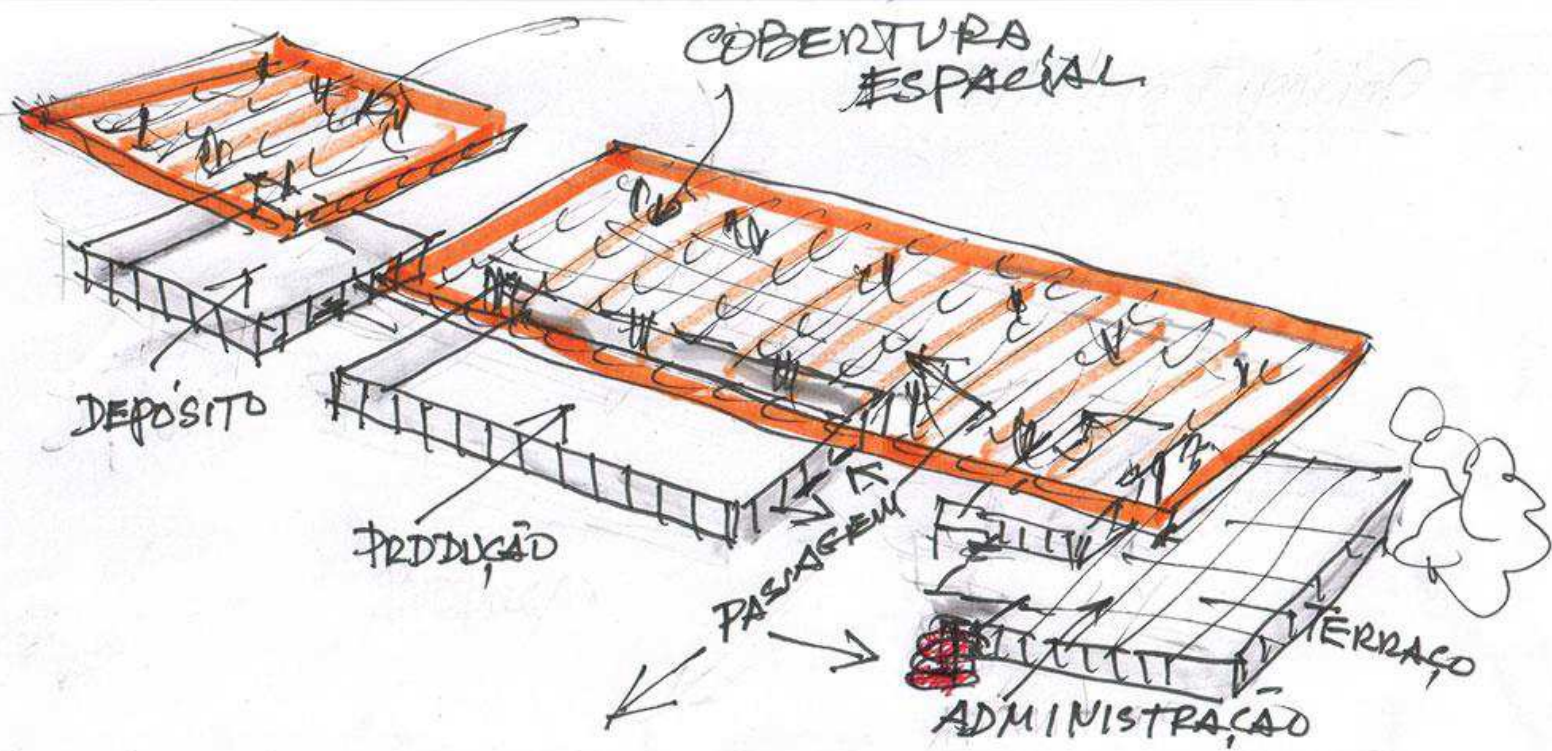 COBERTURA
ESPACIAL
DEPÓSITO
PRODUÇÃO
PASSAGEM
TERRAÇO
ADMINISTRAÇÃO